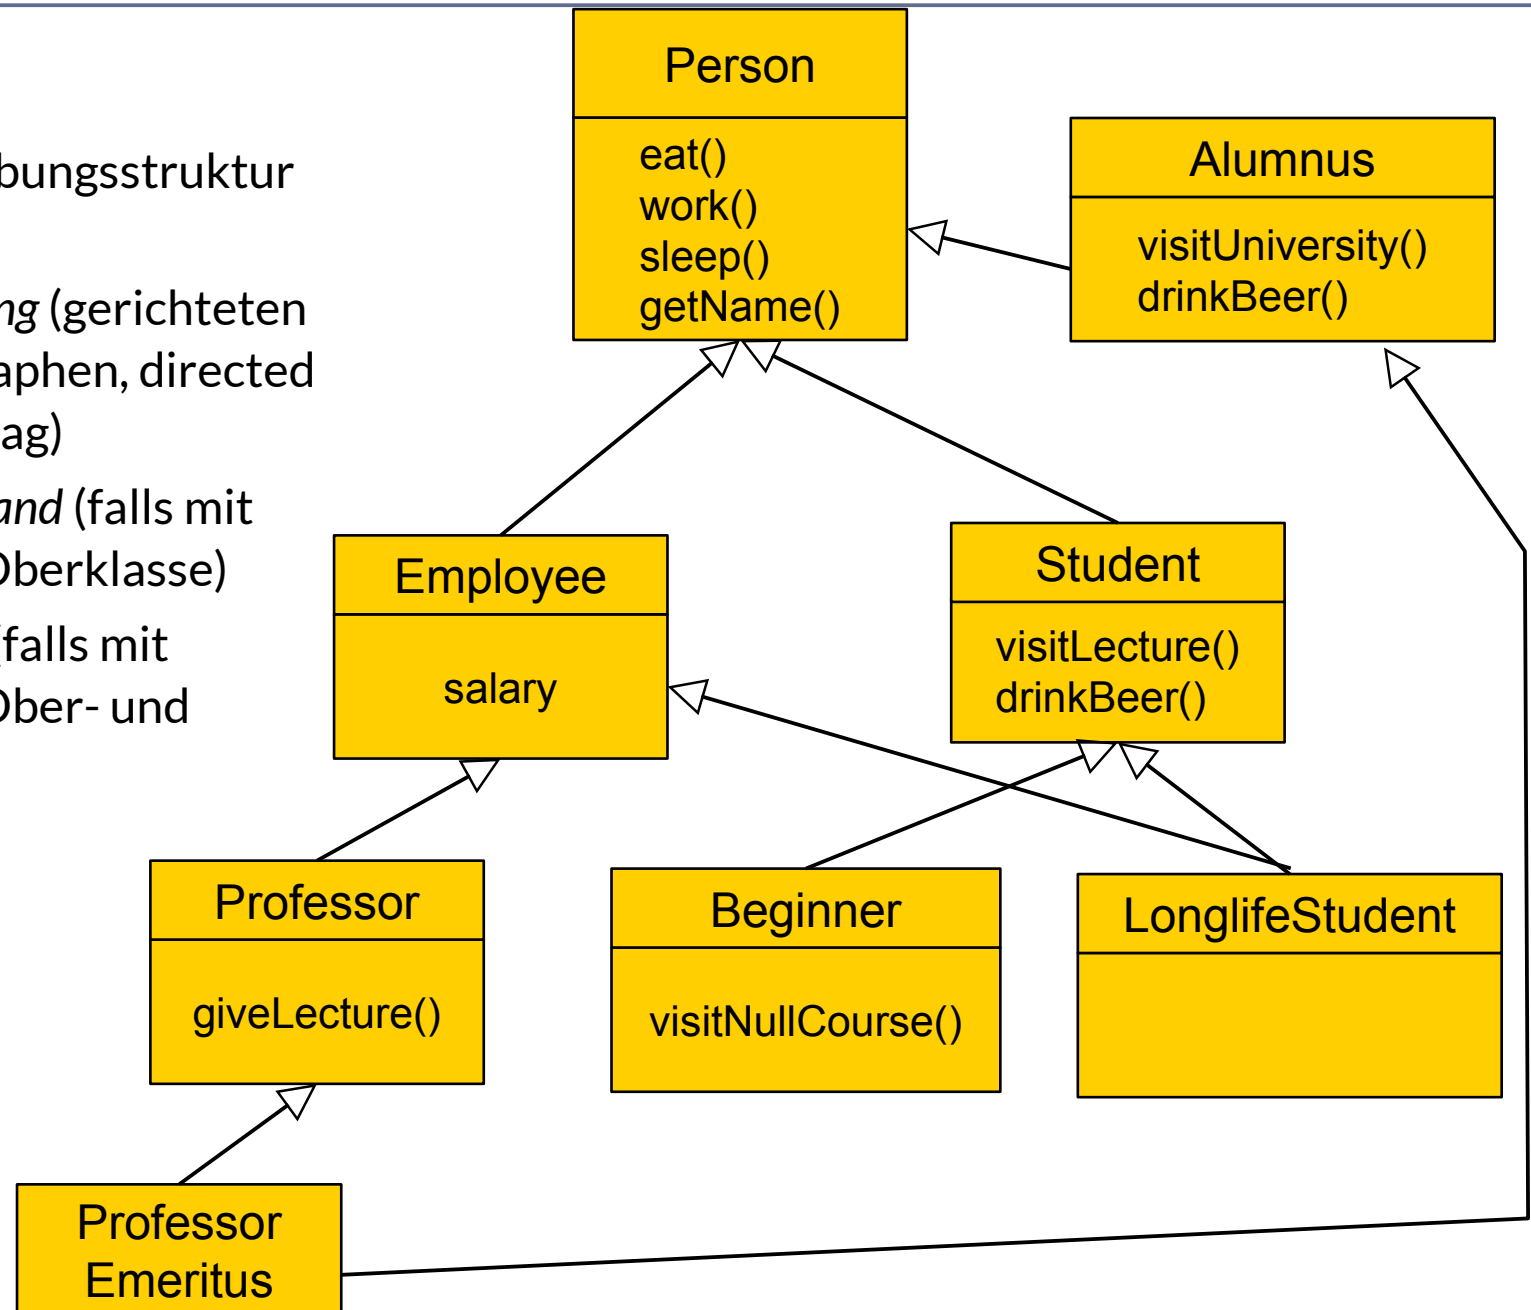 bungsstruktur
ng (gerichteten
aphen, directed
ag)
and (falls mit
Oberklasse)
(falls mit
Ober- und
Person
eat()
work()
sleep()
getName()
Alumnus
visitUniversity()
drinkBeer()
Employee
salary
Student
visitLecture()
drinkBeer()
Professor
giveLecture()
Beginner
visitNullCourse()
LonglifeStudent
Professor
Emeritus